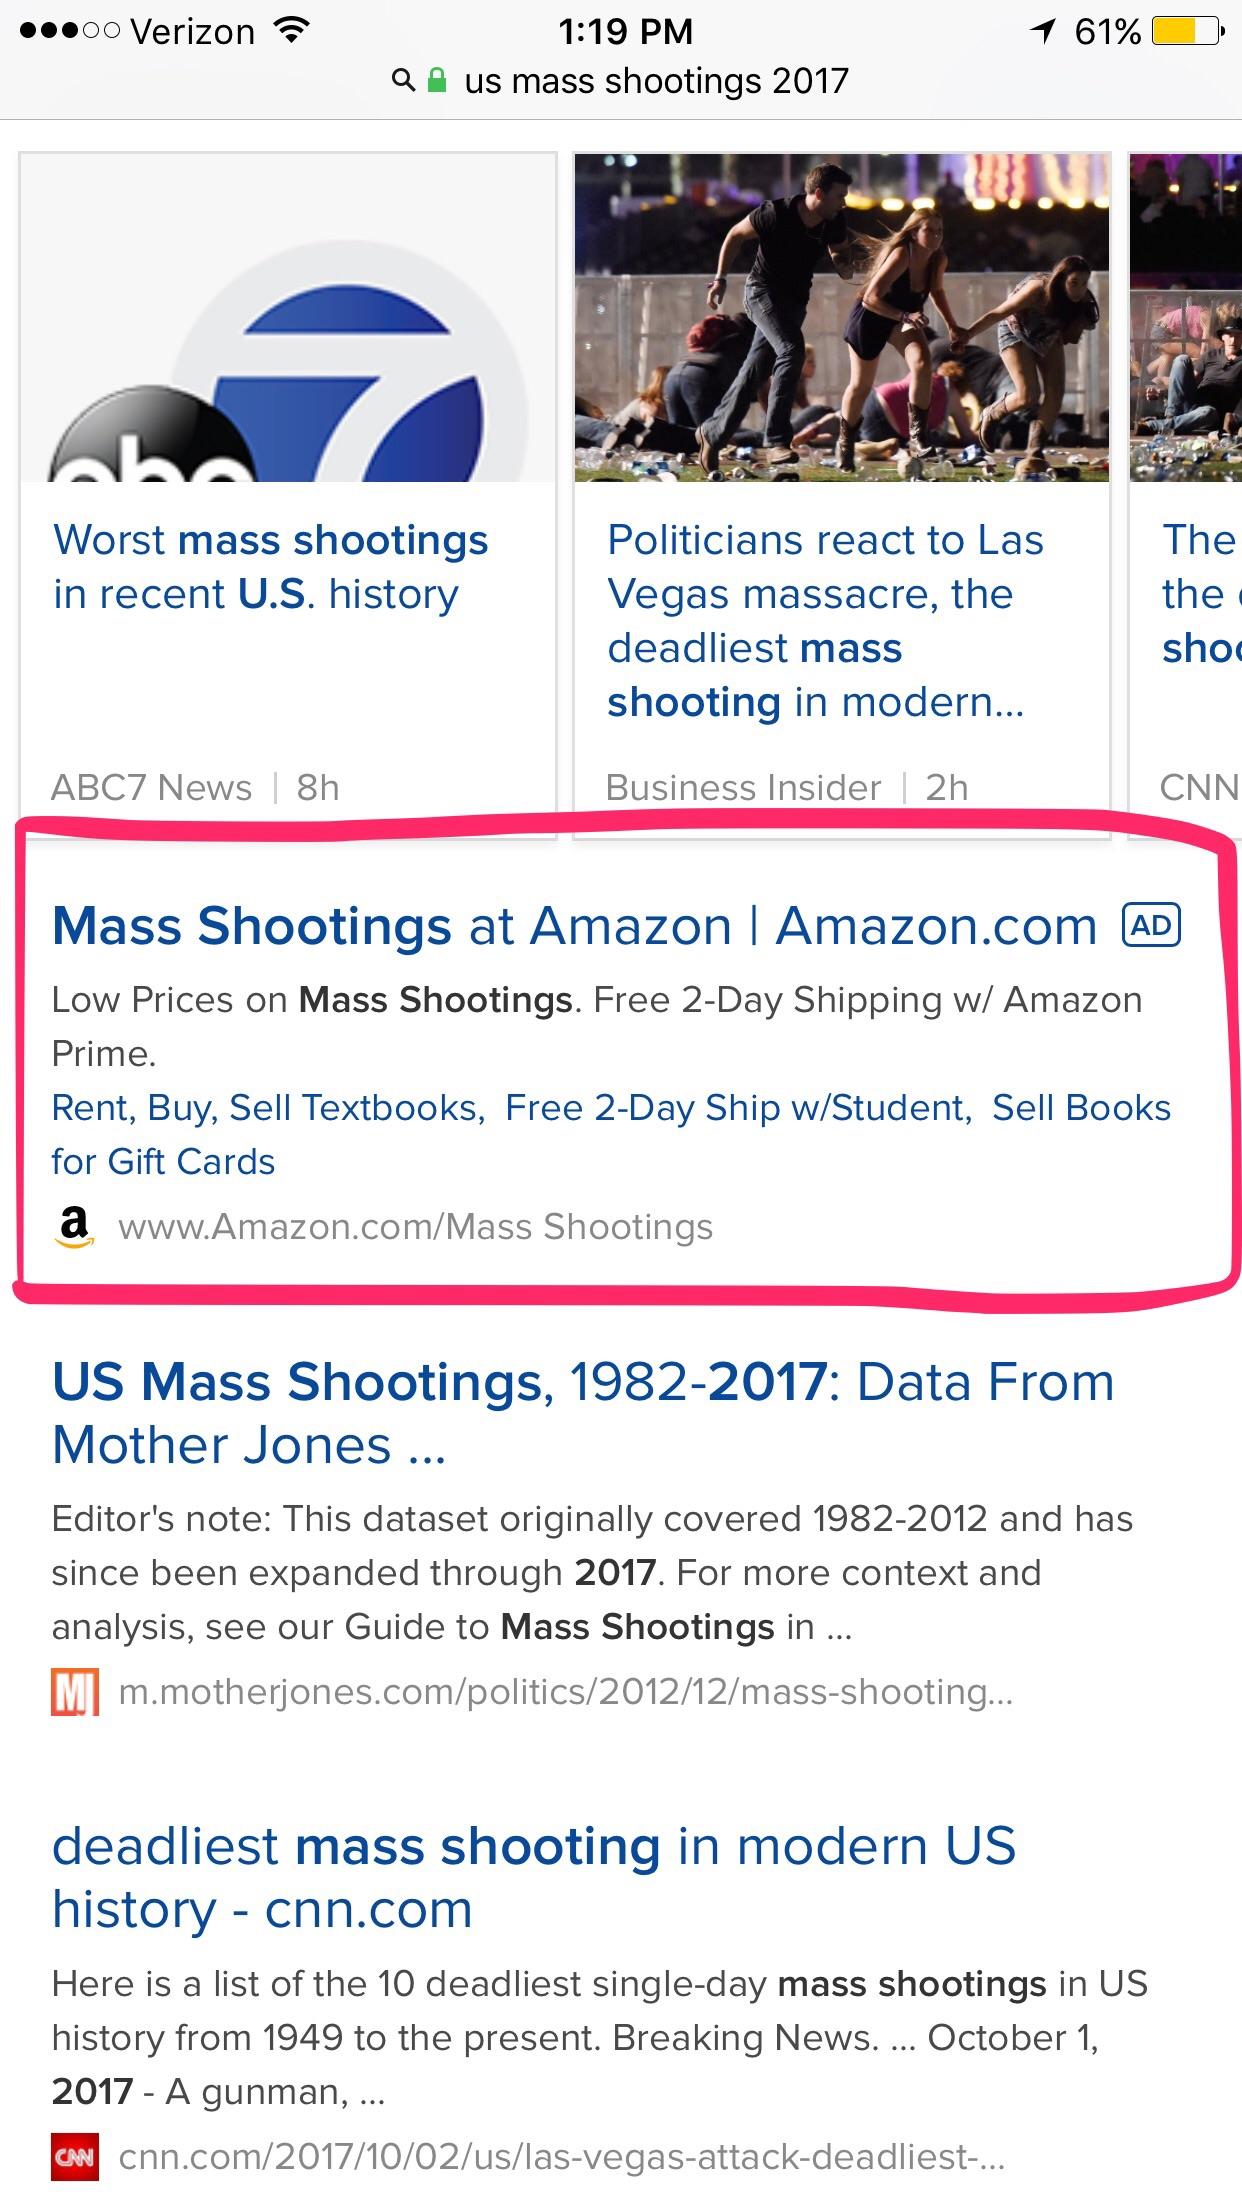 Verizon 1:19 PM 61%
us mass shootings 2017
7
abc
Worst mass shootings
in recent U.S. history
ABC7 News | 8h
Politicians react to Las
Vegas massacre, the
deadliest mass
shooting in modern...
Business Insider | 2h
The
the
shoo
CNN
Mass Shootings at Amazon | Amazon.com AD
Low Prices on Mass Shootings. Free 2-Day Shipping w/ Amazon
Prime.
Rent, Buy, Sell Textbooks, Free 2-Day Ship w/Student, Sell Books
for Gift Cards
a www.Amazon.com/Mass Shootings
US Mass Shootings, 1982-2017: Data From
Mother Jones ...
Editor's note: This dataset originally covered 1982-2012 and has
since been expanded through 2017. For more context and
analysis, see our Guide to Mass Shootings in ...
MJ m.motherjones.com/politics/2012/12/mass-shooting...
deadliest mass shooting in modern US
history - cnn.com
Here is a list of the 10 deadliest single-day mass shootings in US
history from 1949 to the present. Breaking News. ... October 1,
2017 - A gunman, ...
CNN cnn.com/2017/10/02/us/las-vegas-attack-deadliest-...